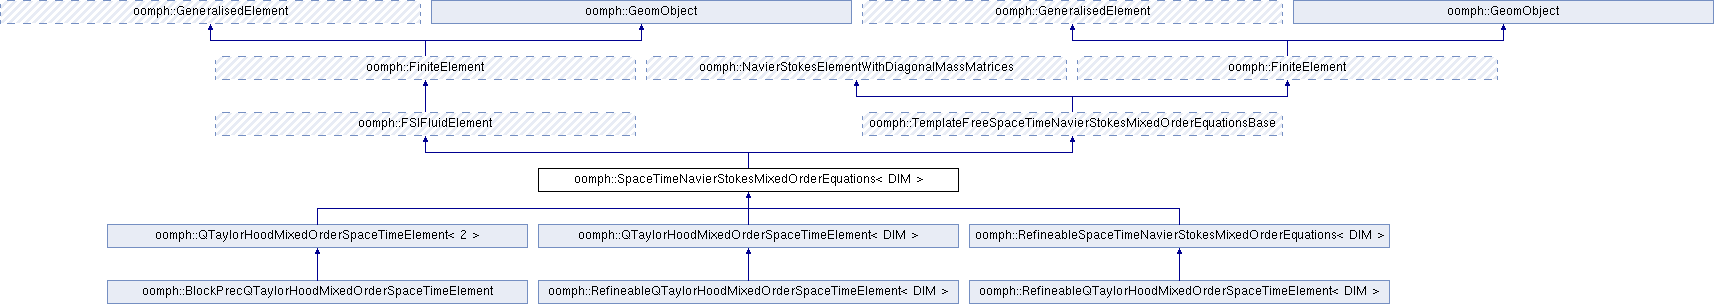 oomph::GeneralisedElement
oomph::GeomObject
oomph::GeneralisedElement
oomph::GeomObject
oomph::FiniteElement
oomph::NavierStokesElementWithDiagonalMassMatrices
oomph::FiniteElement
oomph::FSIFluidElement
oomph::TemplateFreeSpaceTimeNavierStokesMixedOrderEquationsBase
oomph::SpaceTimeNavierStokesMixedOrderEquations< DIM >
oomph::QTaylorHoodMixedOrderSpaceTimeElement< 2 >
oomph::QTaylorHoodMixedOrderSpaceTimeElement< DIM >
oomph::RefineableSpaceTimeNavierStokesMixedOrderEquations< DIM >
oomph::BlockPrecQTaylorHoodMixedOrderSpaceTimeElement
oomph::RefineableQTaylorHoodMixedOrderSpaceTimeElement< DIM >
oomph::RefineableQTaylorHoodMixedOrderSpaceTimeElement< DIM >